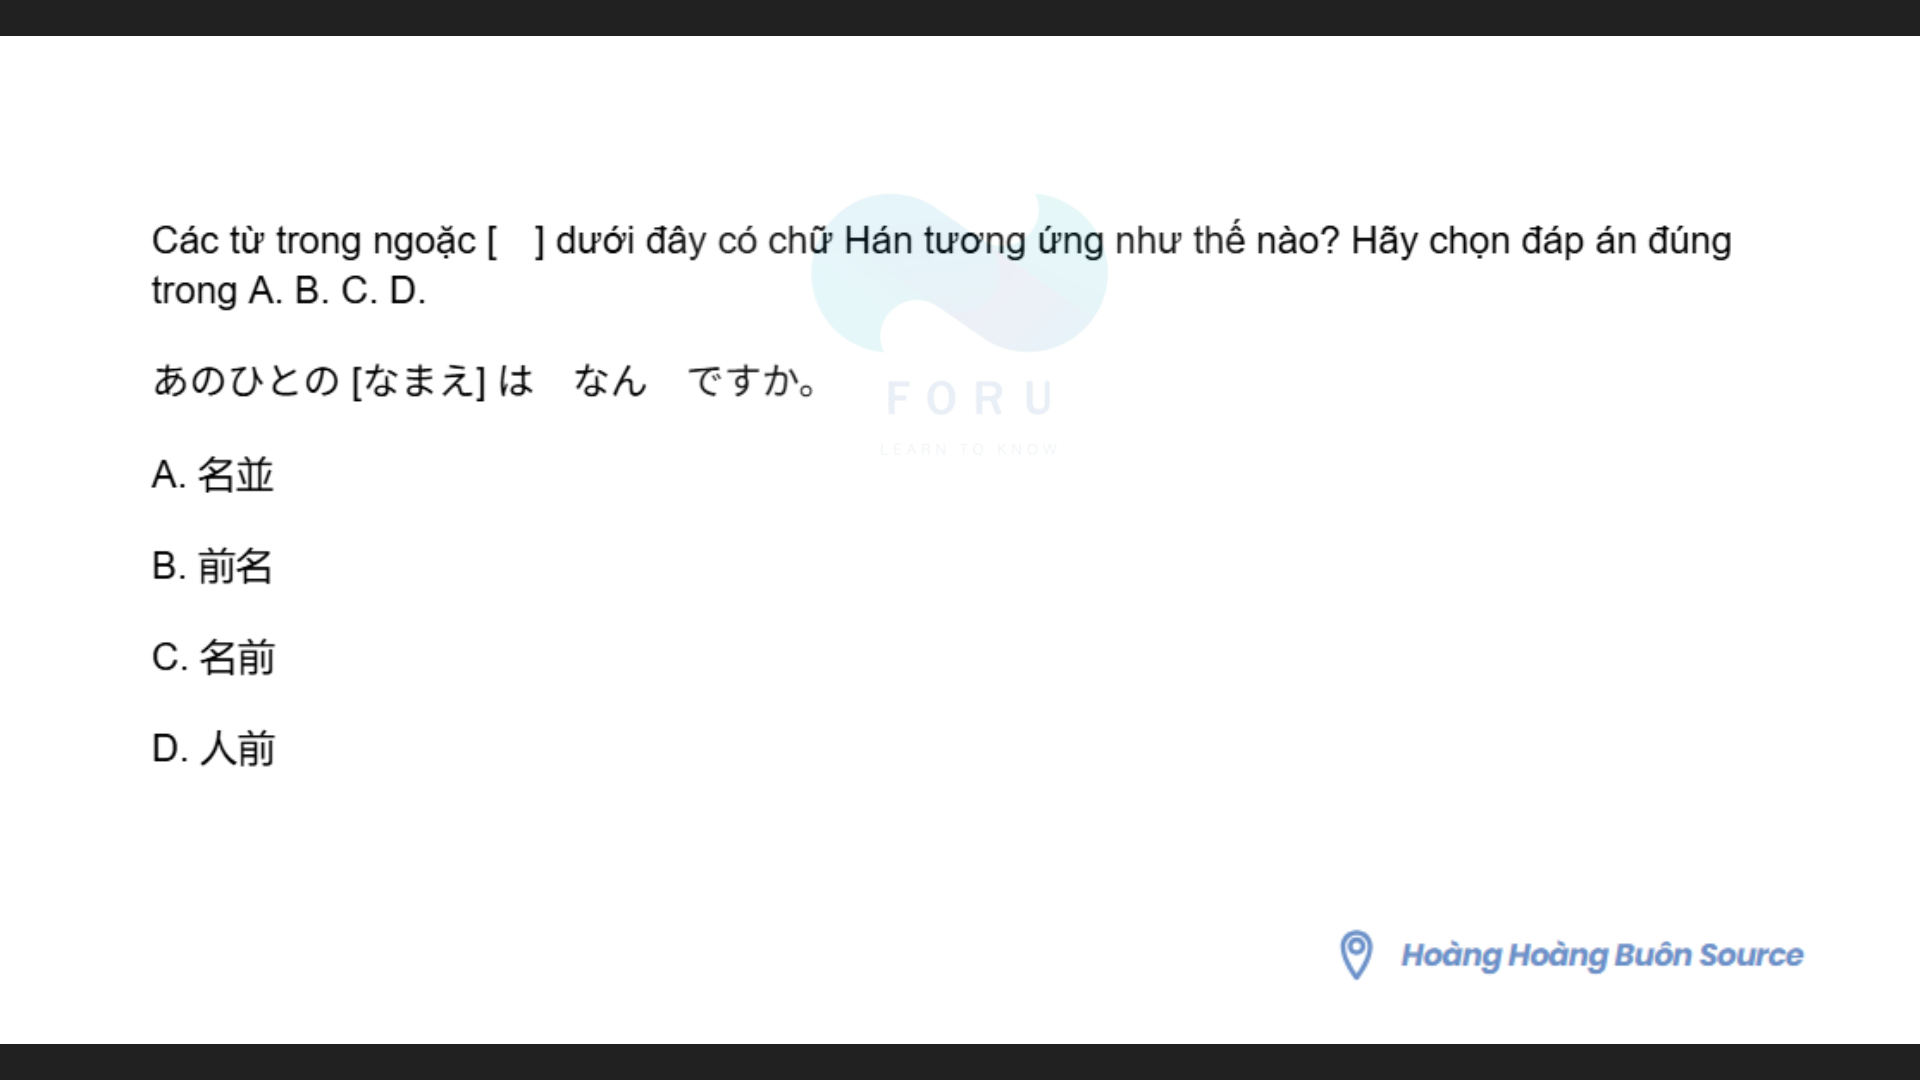 Các từ trong ngoặc [　] dưới đây có chữ Hán tương ứng như thế nào? Hãy chọn đáp án đúng
trong A. B. C. D.
あのひとの [なまえ] は　なん　ですか。
FORU
LEARN TO KNOW
A. 名並
B. 前名
C. 名前
D. 人前
Hoàng Hoàng Buôn Source